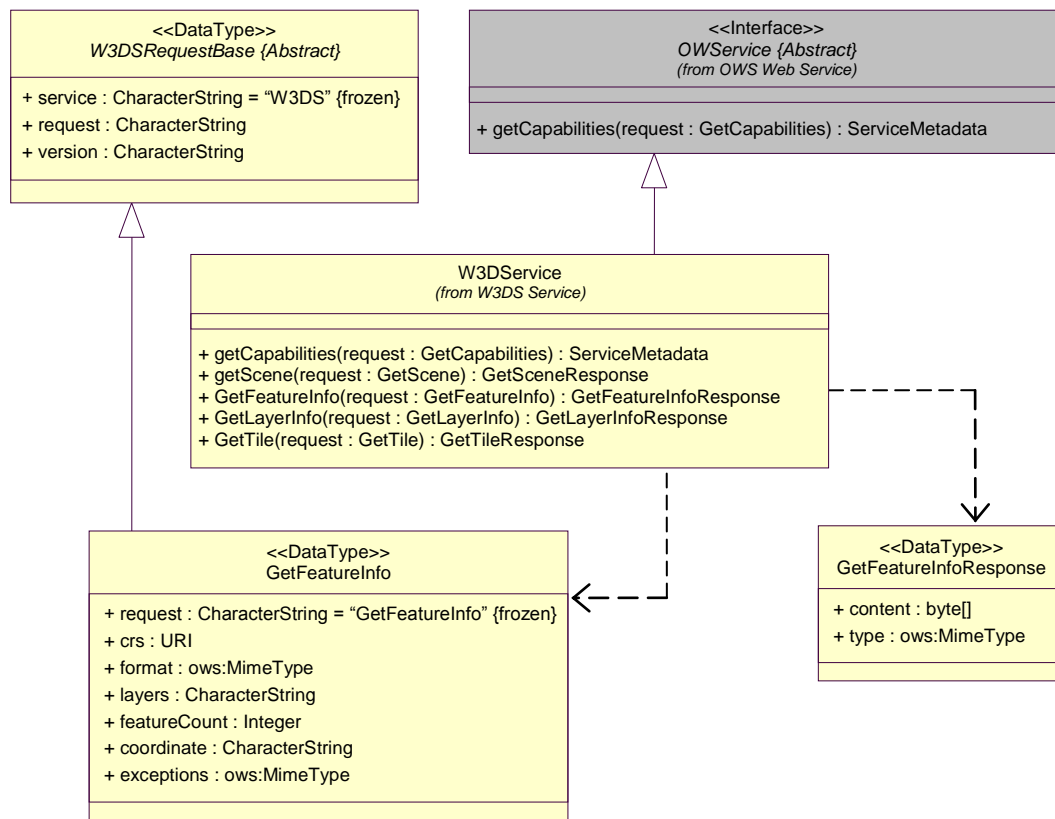 <<DataType>>
W3DSRequestBase {Abstract}
+ service : CharacterString = “W3DS” {frozen}
+ request : CharacterString
+ version : CharacterString
<<Interface>>
OWService {Abstract}
(from OWS Web Service)
+ getCapabilities(request : GetCapabilities) : ServiceMetadata
W3DService
(from W3DS Service)
+ getCapabilities(request : GetCapabilities) : ServiceMetadata
+ getScene(request : GetScene) : GetSceneResponse
+ GetFeatureInfo(request : GetFeatureInfo) : GetFeatureInfoResponse
+ GetLayerInfo(request : GetLayerInfo) : GetLayerInfoResponse
+ GetTile(request : GetTile) : GetTileResponse
<<DataType>>
GetFeatureInfo
+ request : CharacterString = “GetFeatureInfo” {frozen}
+ crs : URI
+ format : ows:MimeType
+ layers : CharacterString
+ featureCount : Integer
+ coordinate : CharacterString
+ exceptions : ows:MimeType
<<DataType>>
GetFeatureInfoResponse
+ content : byte[]
+ type : ows:MimeType